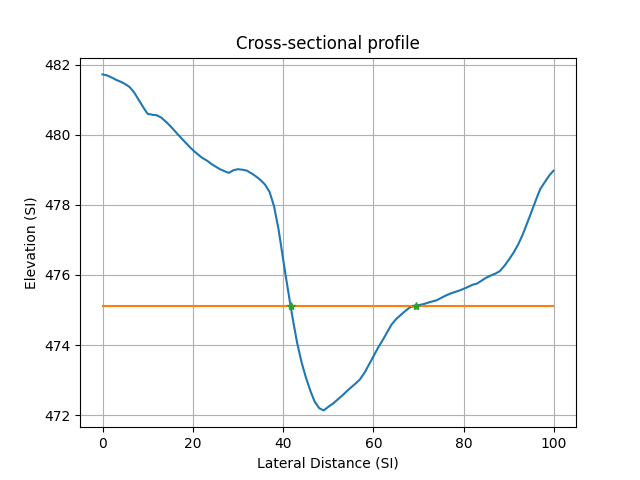 Cross-sectional profile
482
480
478
476
474
472
Elevation (SI)
0 20 40 60 80 100
Lateral Distance (SI)